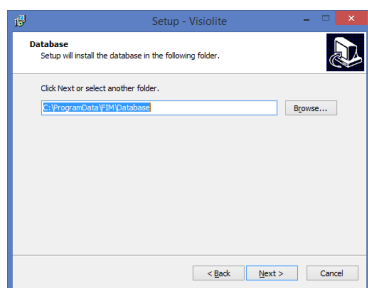 Setup - Visiolite
Database
Setup will install the database in the following folder.
Click Next or select another folder.
C:\ProgramData\FIM\Database
Browse...
< Back
Next >
Cancel